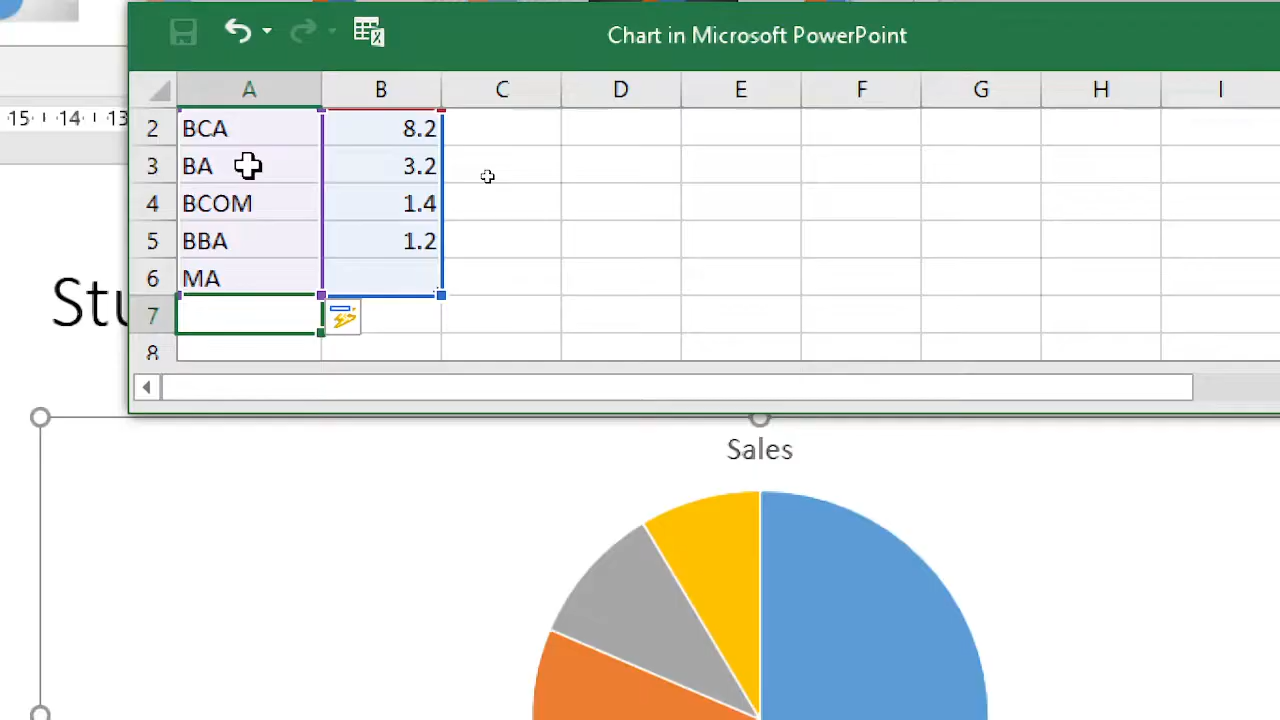 Chart in Microsoft PowerPoint
A B C D E F G H I
15 14 13
2 BCA 8.2
3 BA 3.2
4 BCOM 1.4
5 BBA 1.2
6 MA
7
8
Stu
Sales